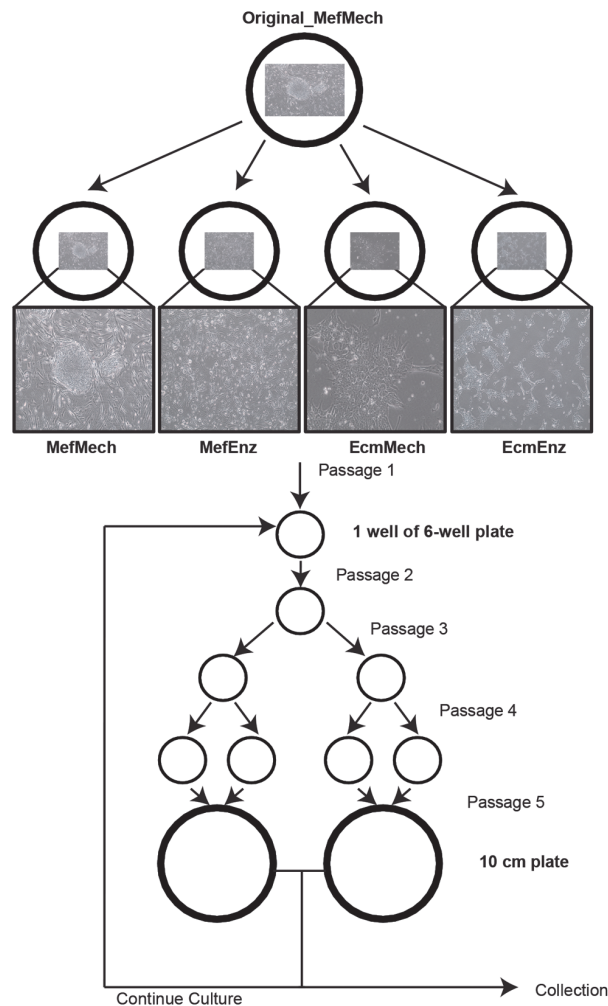 Original_MefMech
MefMech
MefEnz
EcmMech
EcmEnz
Passage 1
1 well of 6-well plate
Passage 2
Passage 3
Passage 4
Passage 5
10 cm plate
Continue Culture
Collection